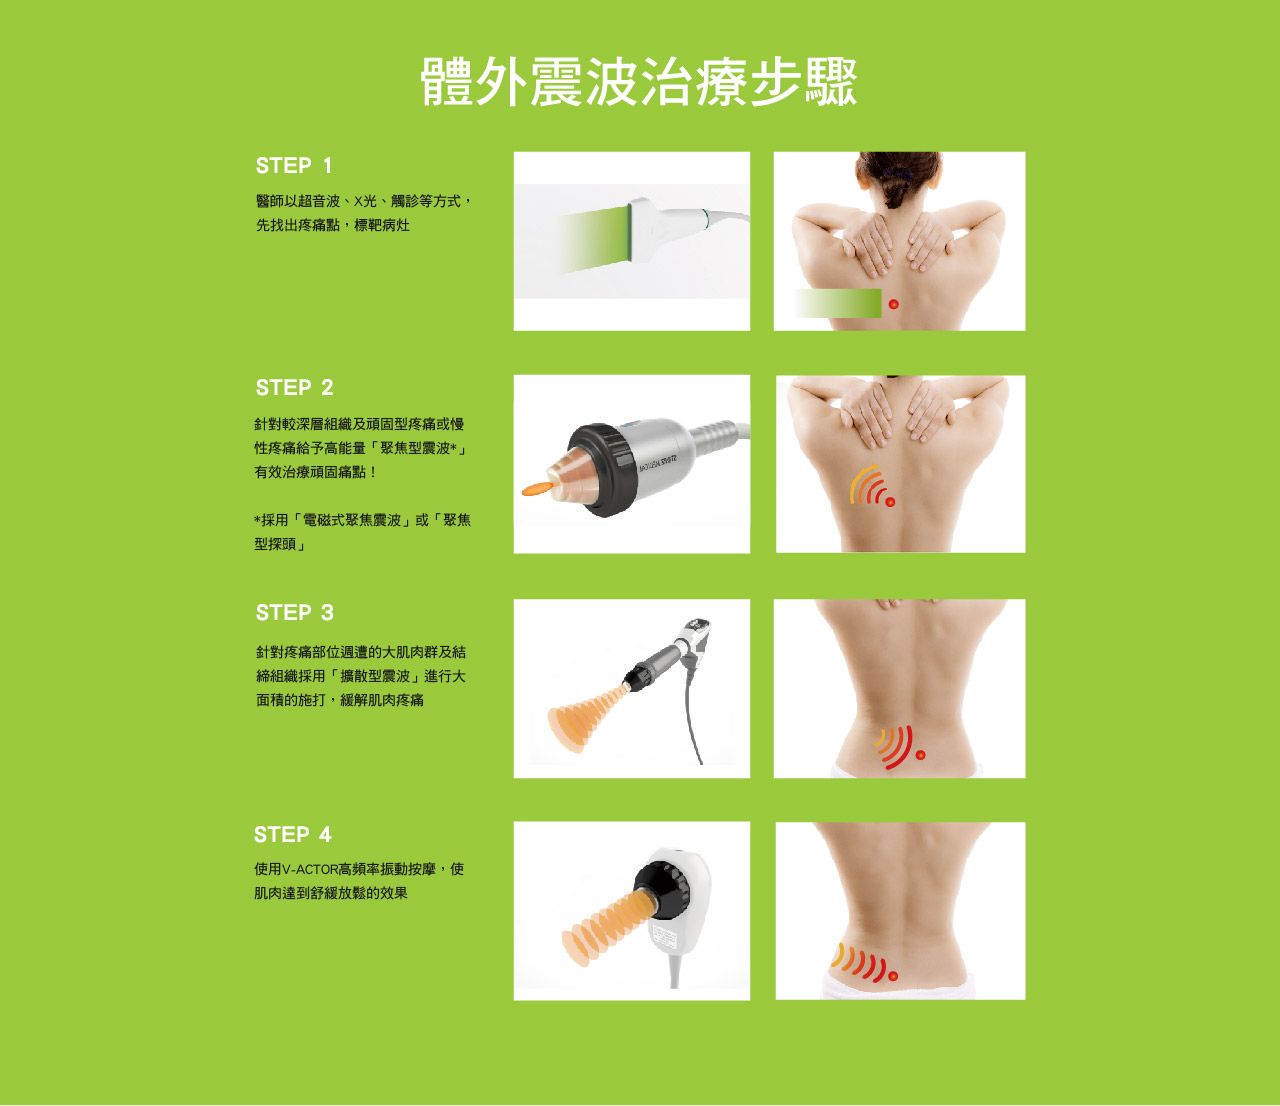 體外震波治療步驟
STEP 1
醫師以超音波、X光、觸診等方式，
先找出疼痛點，標靶病灶
STEP 2
針對較深層組織及頑固型疼痛或慢
性疼痛給予高能量「聚焦型震波*」
有效治療頑固痛點！
*採用「電磁式聚焦震波」或「聚焦
型探頭」
STEP 3
針對疼痛部位週遭的大肌肉群及結
締組織採用「擴散型震波」進行大
面積的施打，緩解肌肉疼痛
STEP 4
使用V-ACTOR高頻率振動按摩，使
肌肉達到舒緩放鬆的效果